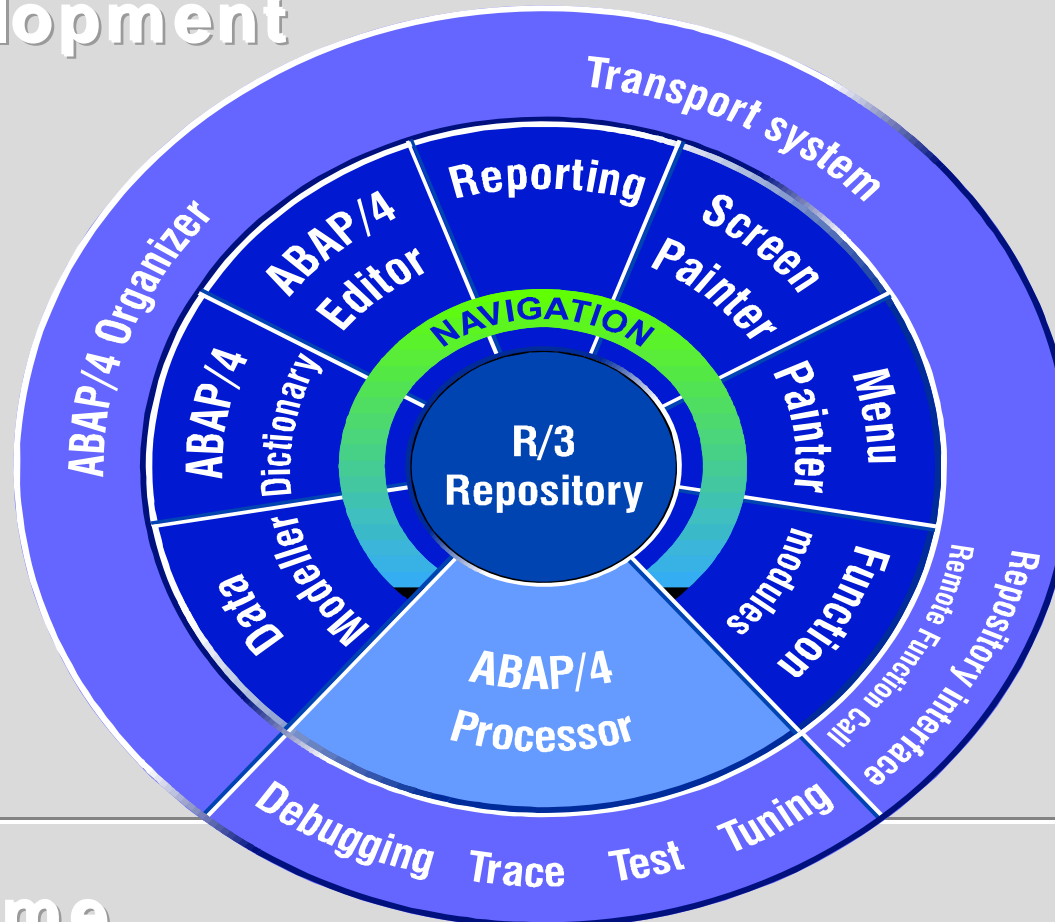 lopment
Transport system
ABAP/4 Organizer
Reporting
ABAP/4
Editor
Screen
Painter
NAVIGATION
ABAP/4
Dictionary
Menu
Painter
R/3
Repository
Data
Modeller
Function
modules
Remote Function Call
Repository interface
ABAP/4
Processor
Debugging Trace Test Tuning
me